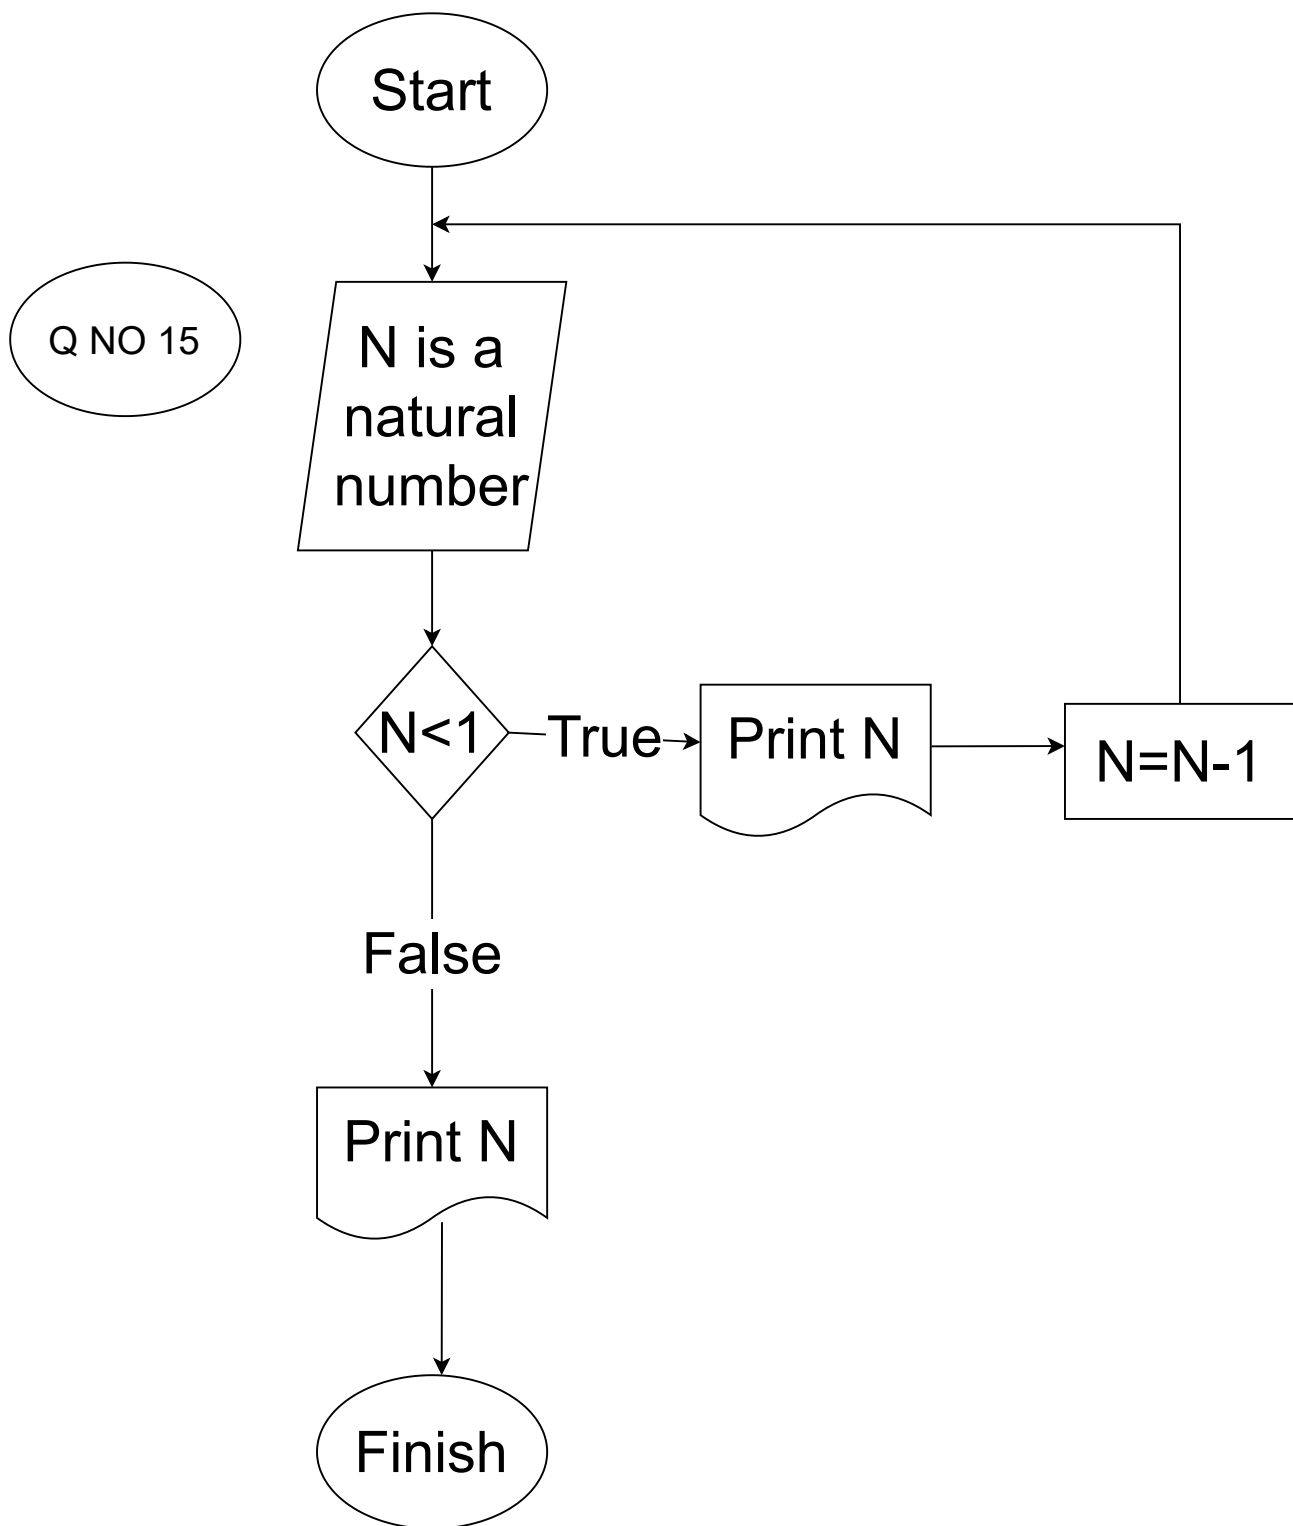 Start
Q NO 15
N is a
natural
number
N<1
True
Print N
N=N-1
False
Print N
Finish